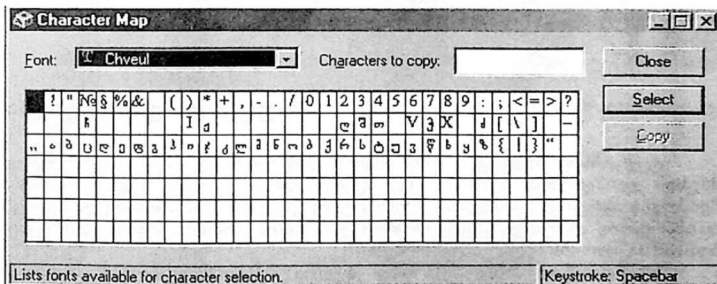 Character Map
Font: Chveul Characters to copy: Close
! " № § % & ( ) * + , - . / 0 1 2 3 4 5 6 7 8 9 : ; < = > ?
Select
ჩ I ჟ ღ შ თ V ჭ X ძ [ \ ] _
Copy
„ ა ბ ც დ ე ფ გ ჰ ი ჯ კ ლ მ ნ ო პ ქ რ ს ტ უ ვ წ ხ ყ ზ { | } “
Lists fonts available for character selection. Keystroke: Spacebar